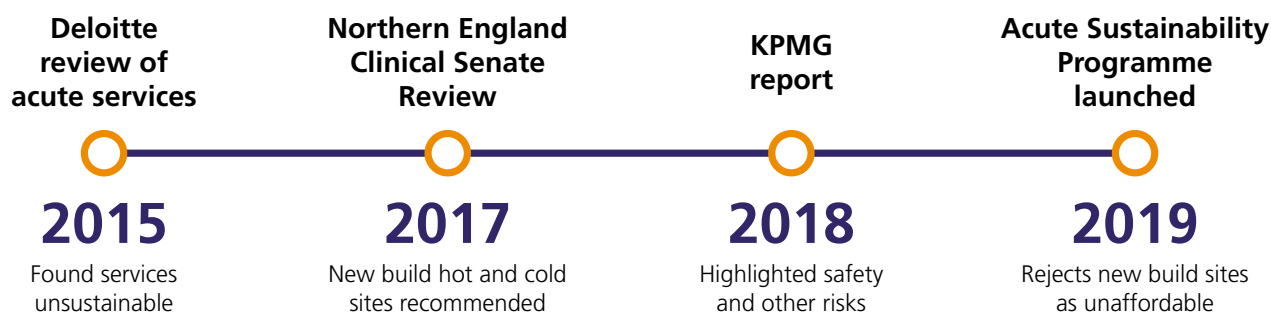 Deloitte
review of
acute services
2015
Found services
unsustainable
Northern England
Clinical Senate
Review
2017
New build hot and cold
sites recommended
KPMG
report
2018
Highlighted safety
and other risks
Acute Sustainability
Programme
launched
2019
Rejects new build sites
as unaffordable